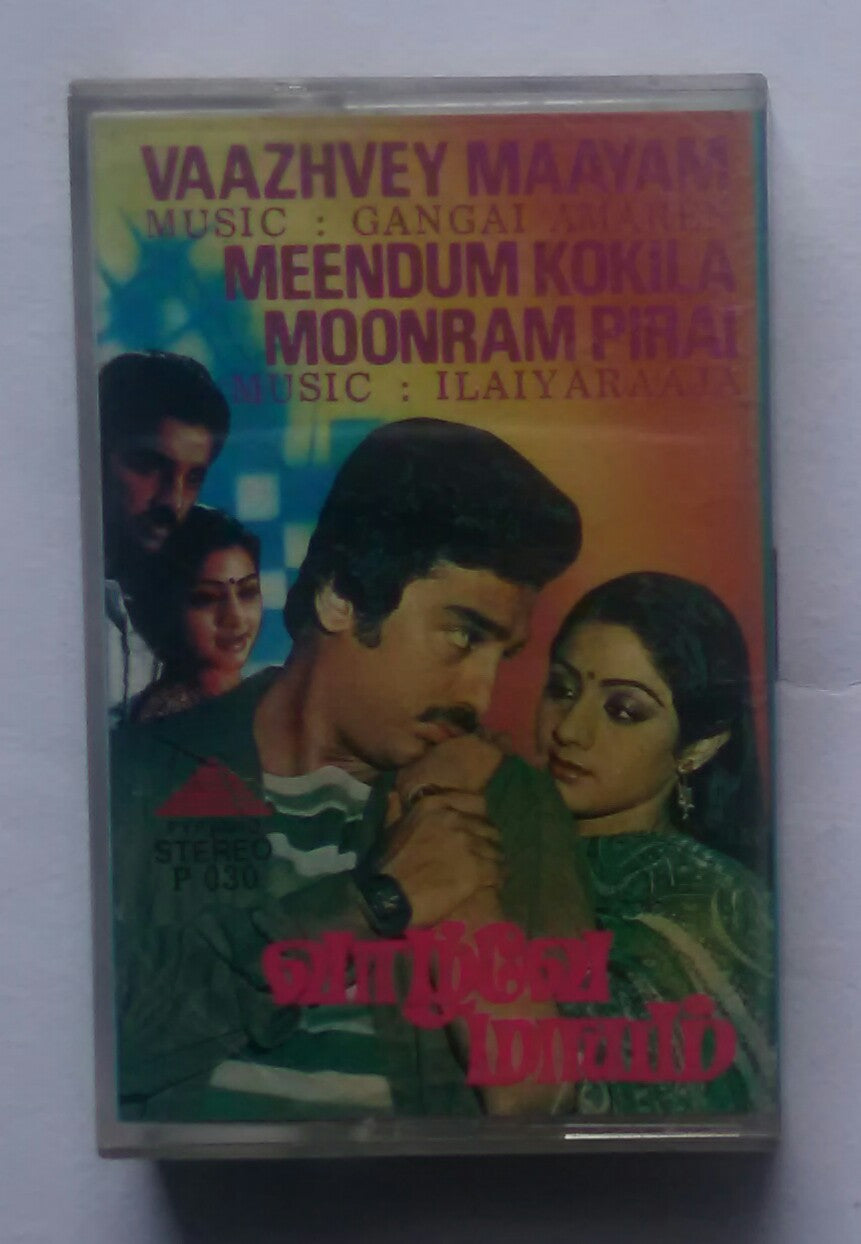 VAAZHVEY MAAYAM
MUSIC : GANGAI AMAREN
MEENDUM KOKiLA
MOONRAM PiRAI
MUSIC : ILAIYARAAJA
STEREO
P 030
வாழ்வே
மாயம்